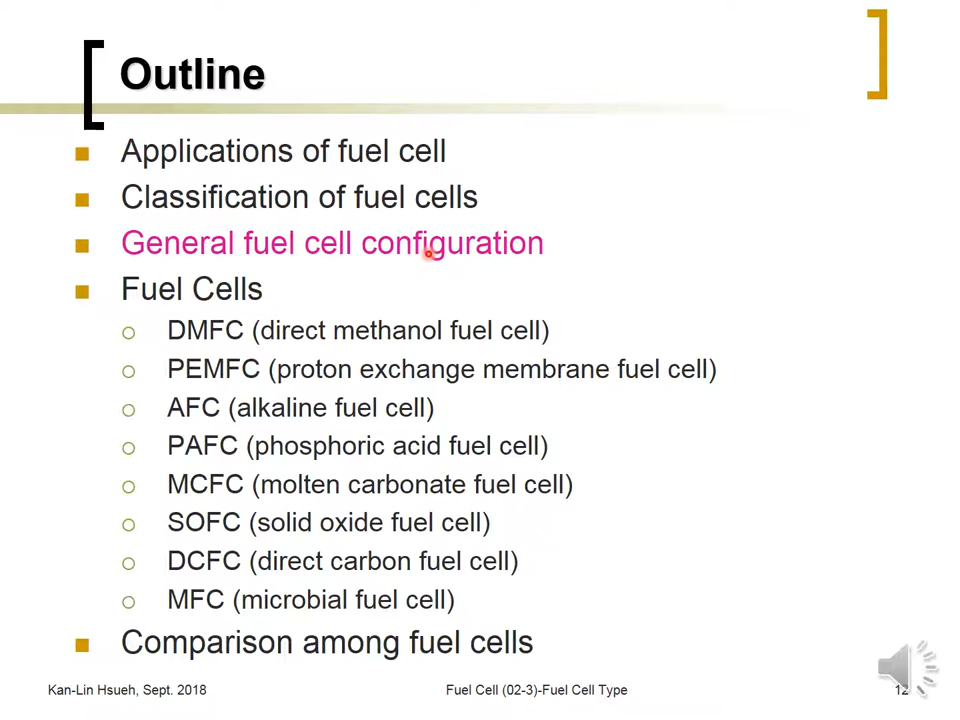 Outline
Applications of fuel cell
Classification of fuel cells
General fuel cell configuration
Fuel Cells
DMFC (direct methanol fuel cell)
PEMFC (proton exchange membrane fuel cell)
AFC (alkaline fuel cell)
PAFC (phosphoric acid fuel cell)
MCFC (molten carbonate fuel cell)
SOFC (solid oxide fuel cell)
DCFC (direct carbon fuel cell)
MFC (microbial fuel cell)
Comparison among fuel cells
Kan-Lin Hsueh, Sept. 2018
Fuel Cell (02-3)-Fuel Cell Type
12